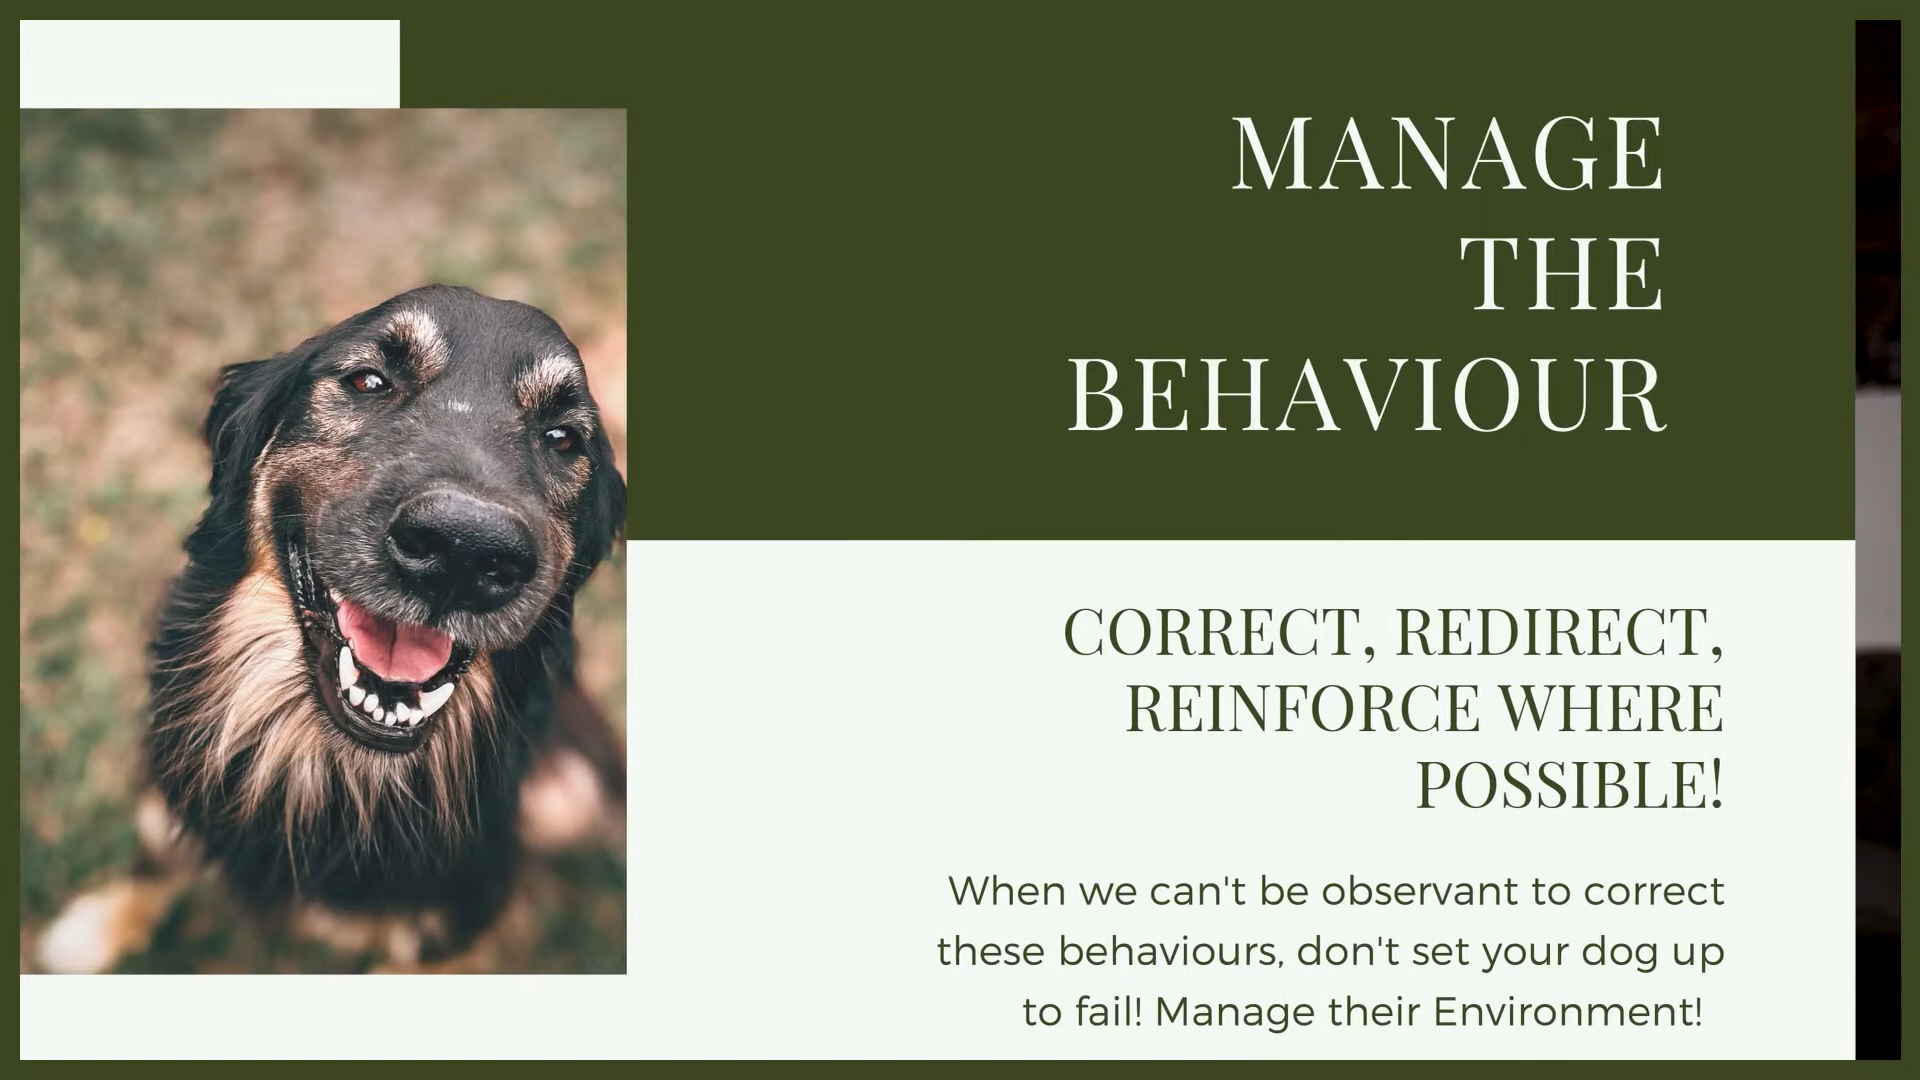 MANAGE
THE
BEHAVIOUR
CORRECT, REDIRECT,
REINFORCE WHERE
POSSIBLE!
When we can't be observant to correct
these behaviours, don't set your dog up
to fail! Manage their Environment!